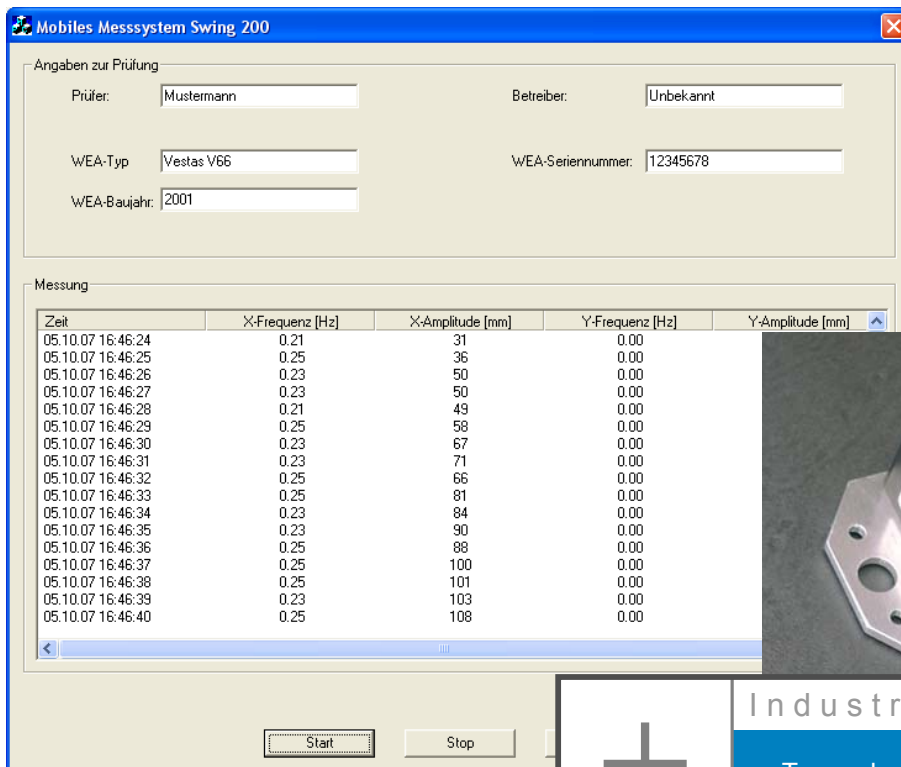 Mobiles Messsystem Swing 200
Angaben zur Prüfung
Prüfer: Mustermann Betreiber: Unbekannt
WEA-Typ Vestas V66 WEA-Seriennummer: 12345678
WEA-Baujahr: 2001
Messung
Zeit X-Frequenz [Hz] X-Amplitude [mm] Y-Frequenz [Hz] Y-Amplitude [mm]
05.10.07 16:46:24 0.21 31 0.00
05.10.07 16:46:25 0.25 36 0.00
05.10.07 16:46:26 0.23 50 0.00
05.10.07 16:46:27 0.23 50 0.00
05.10.07 16:46:28 0.21 49 0.00
05.10.07 16:46:29 0.25 58 0.00
05.10.07 16:46:30 0.23 67 0.00
05.10.07 16:46:31 0.23 71 0.00
05.10.07 16:46:32 0.25 66 0.00
05.10.07 16:46:33 0.25 81 0.00
05.10.07 16:46:34 0.23 84 0.00
05.10.07 16:46:35 0.23 90 0.00
05.10.07 16:46:36 0.25 88 0.00
05.10.07 16:46:37 0.25 100 0.00
05.10.07 16:46:38 0.25 101 0.00
05.10.07 16:46:39 0.23 103 0.00
05.10.07 16:46:40 0.25 108 0.00
Industr
Start Stop